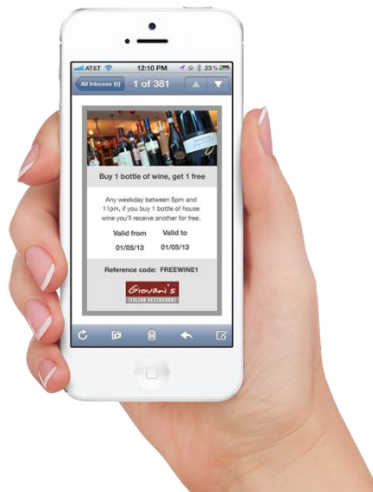 AT&T 12:10 PM 23%
All Inboxes (6) 1 of 381
Buy 1 bottle of wine, get 1 free
Any weekday between 5pm and
11pm, if you buy 1 bottle of house
wine you'll receive another for free.
Valid from Valid to
01/05/13 01/05/13
Reference code: FREEWINE1
Giovani's
ITALIAN RESTAURANT